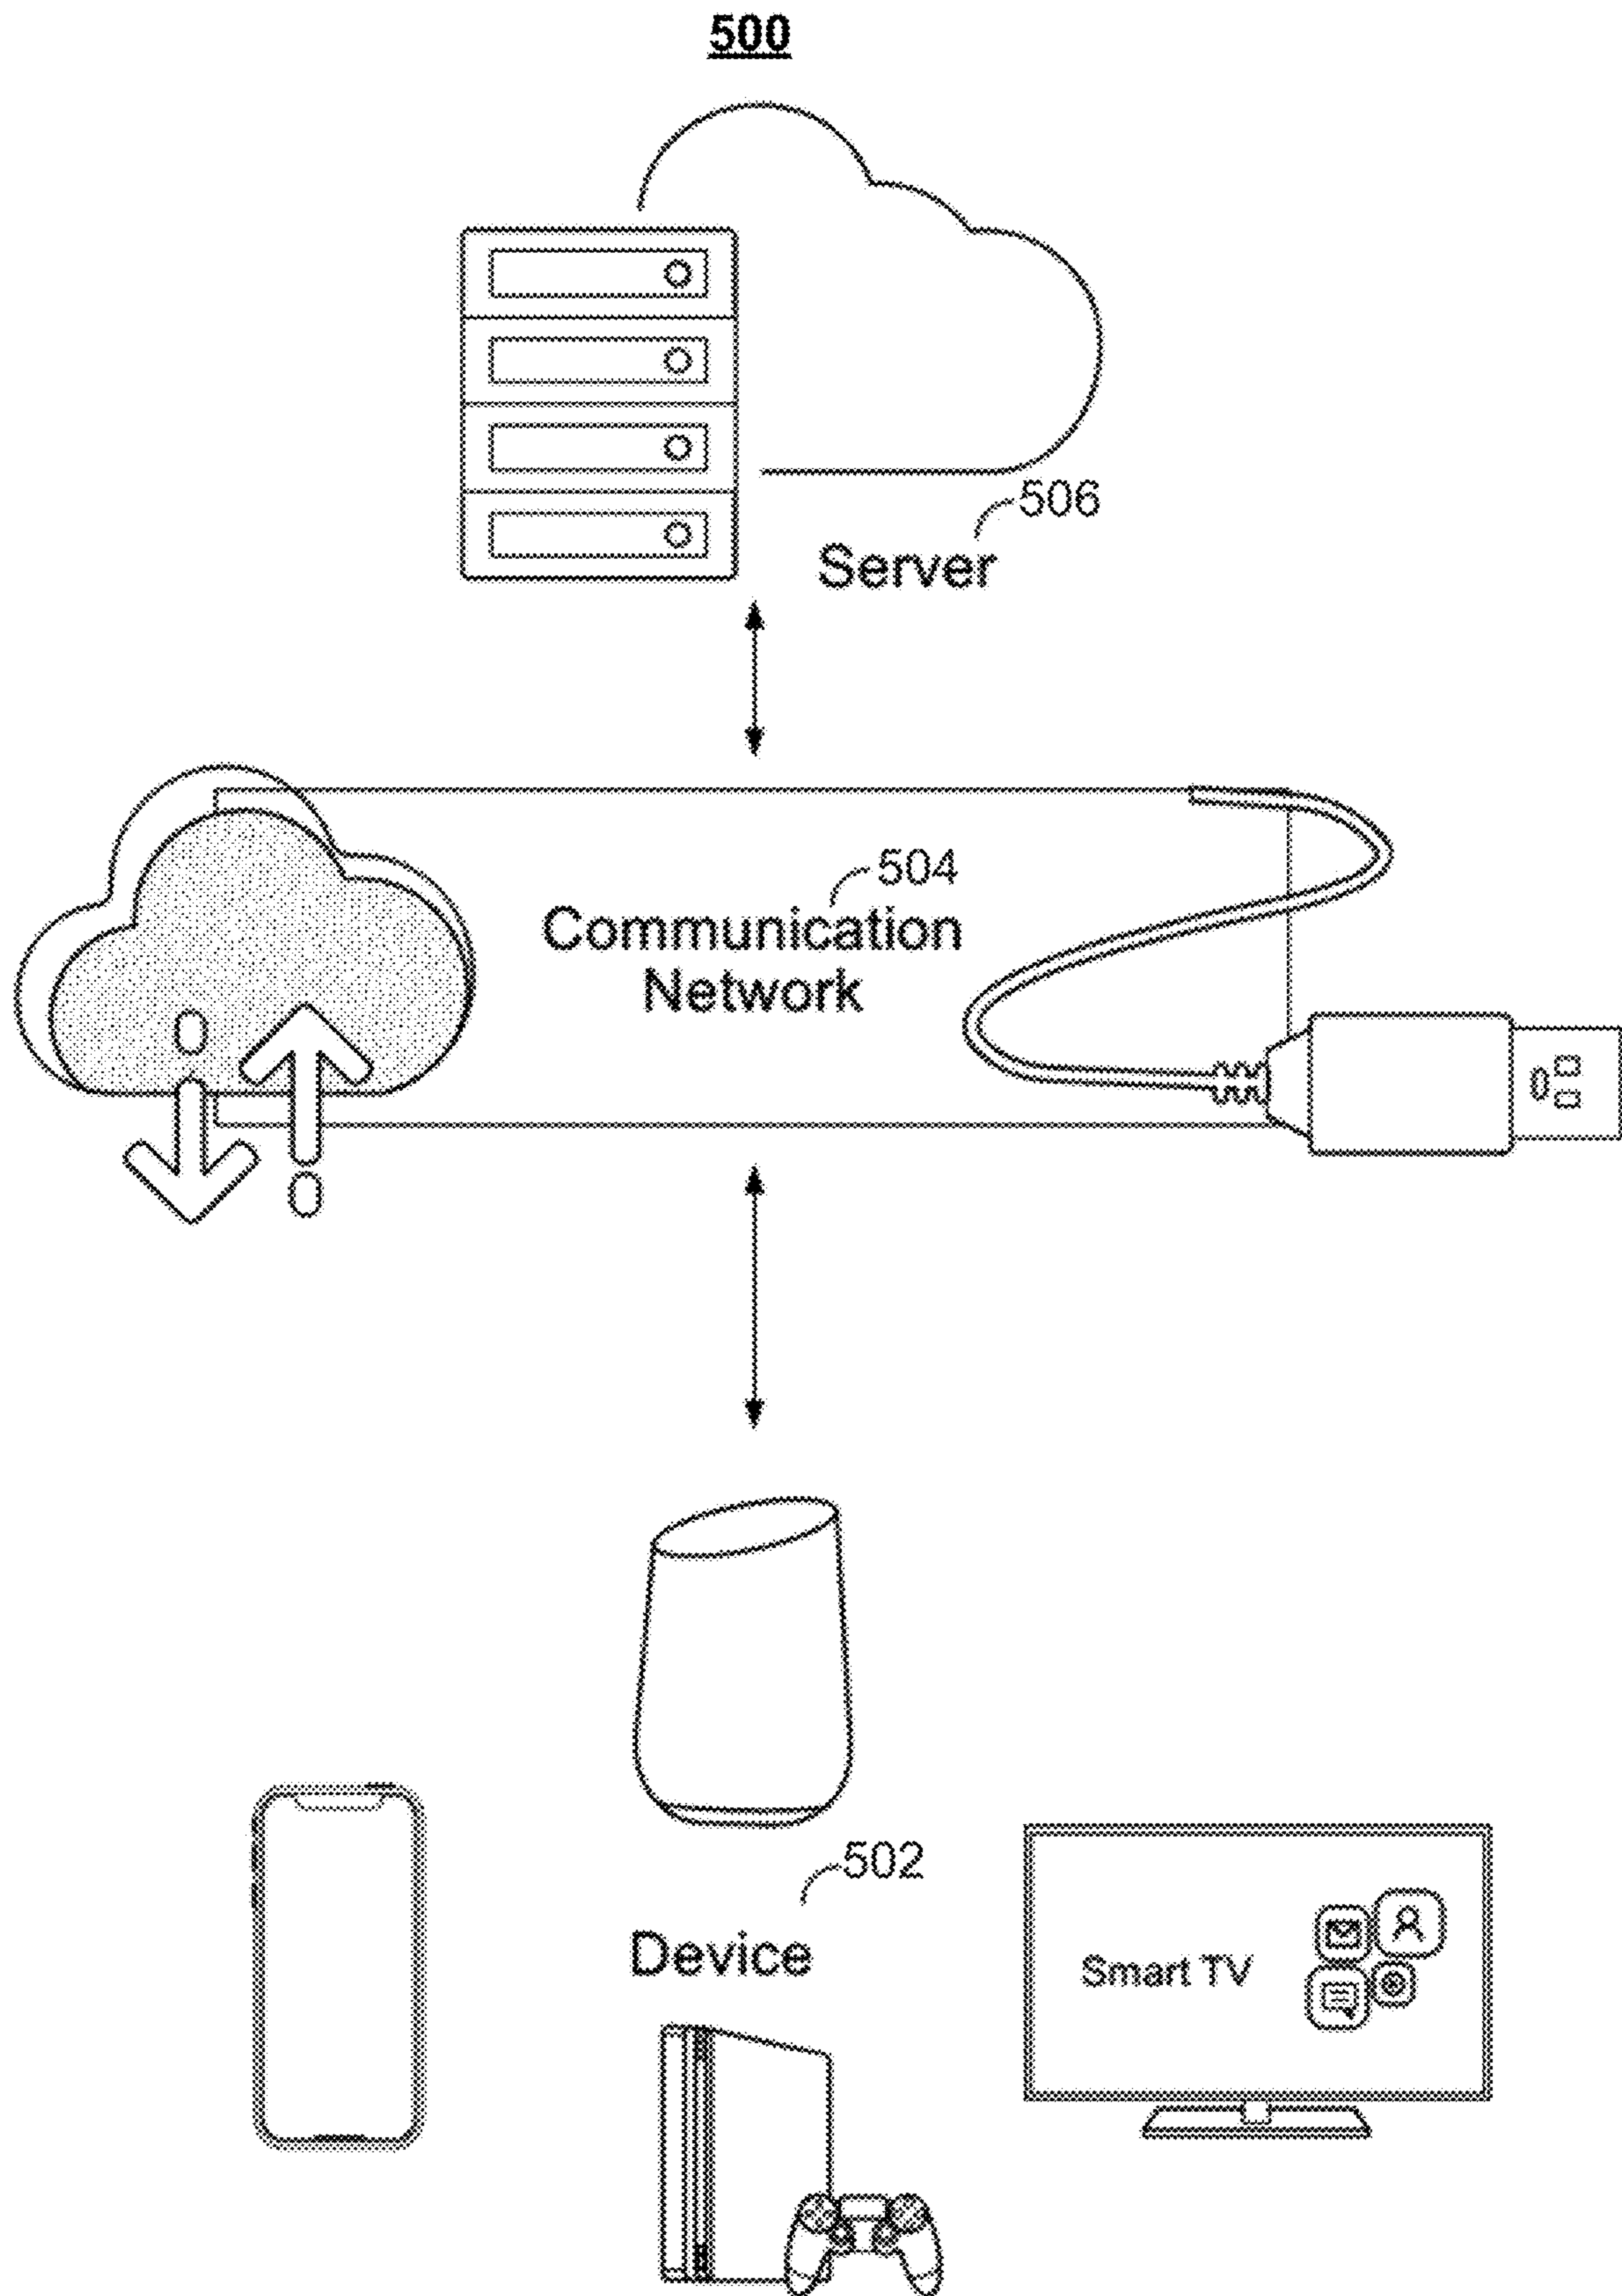 500
506
Server
504
Communication
Network
502
Device
Smart TV